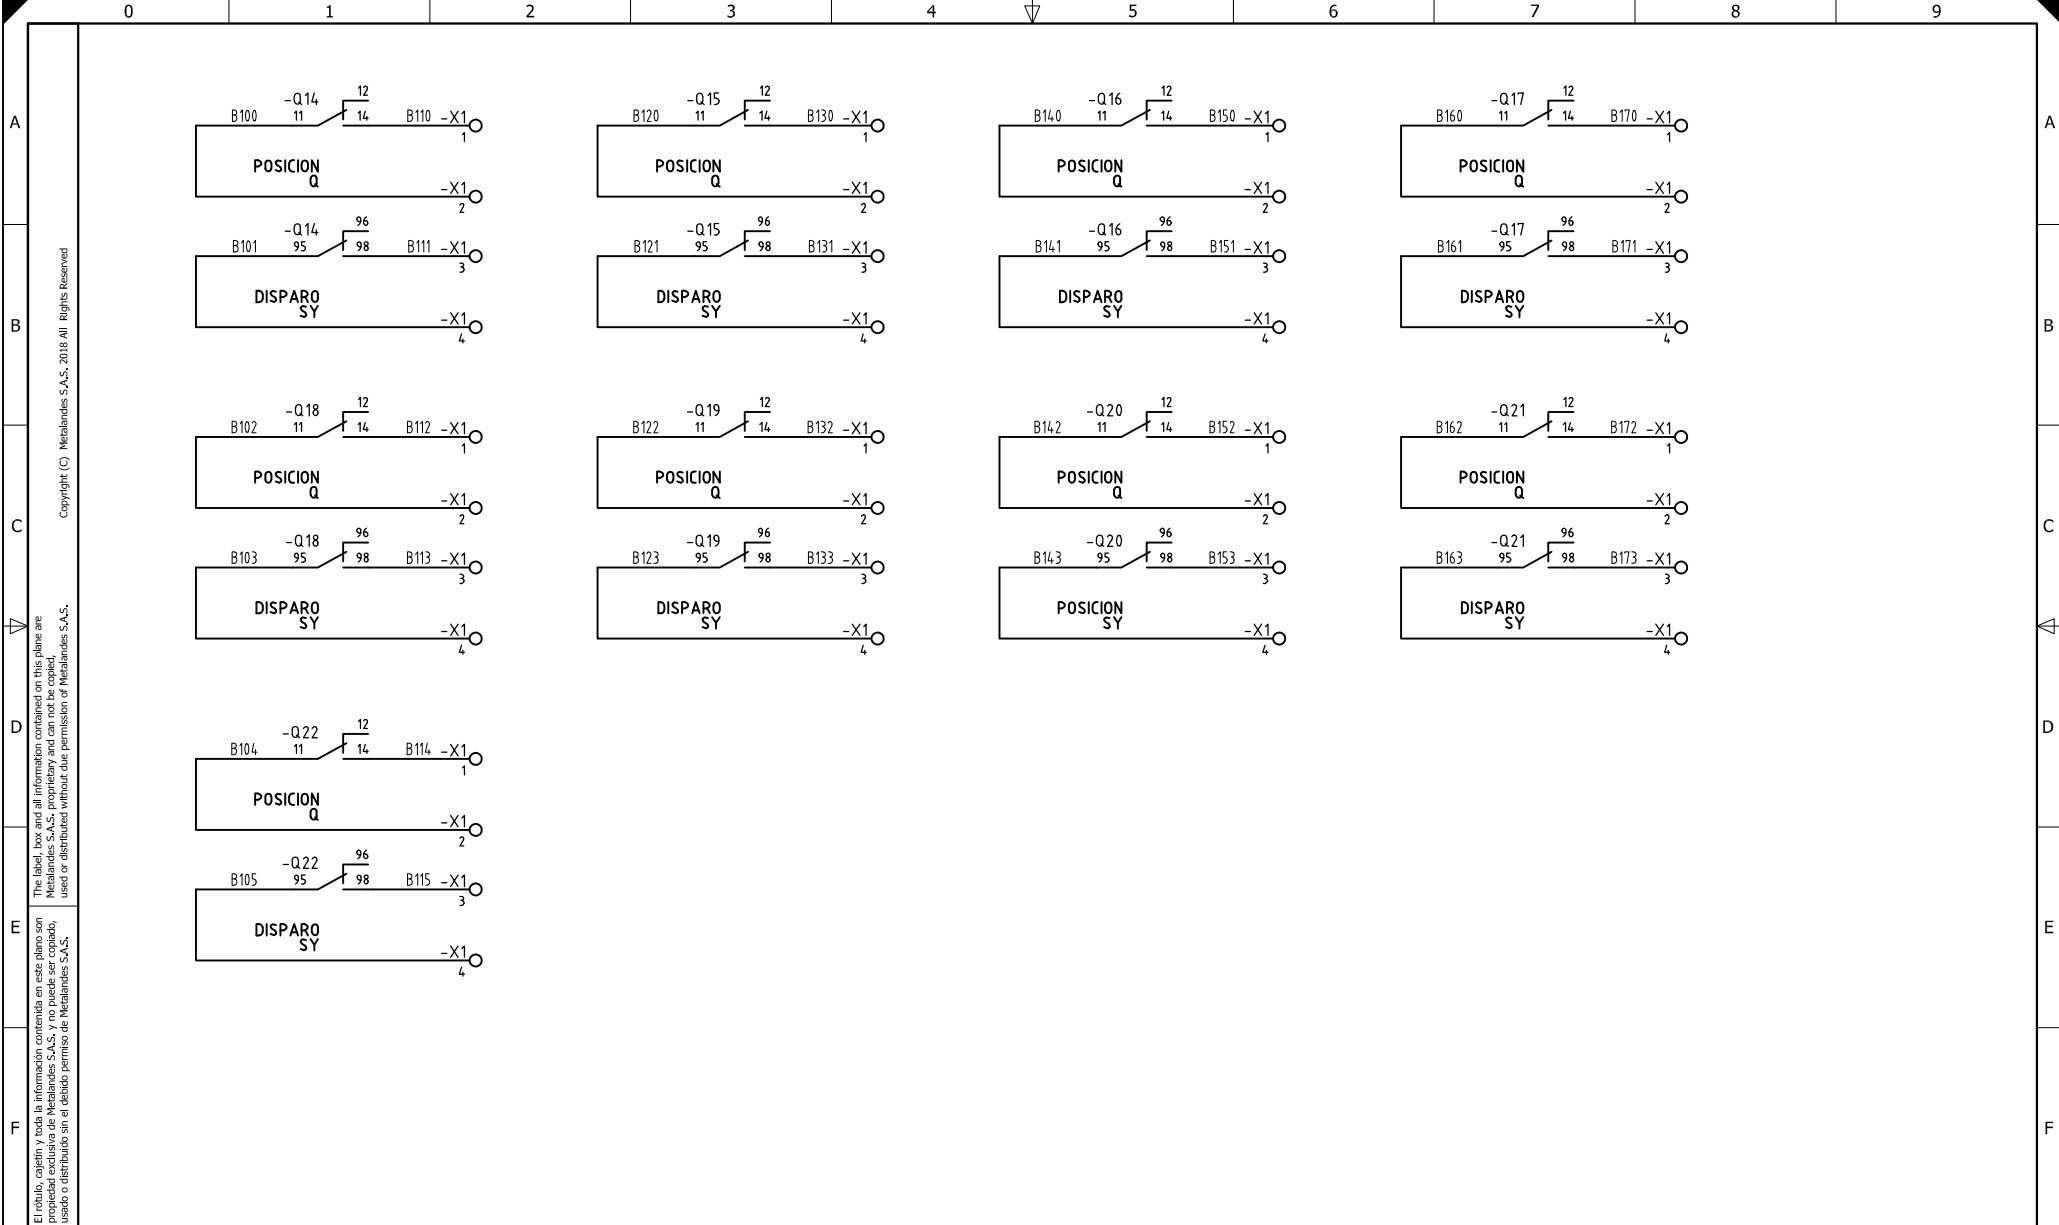 0 1 2 3 4 5 6 7 8 9
A A
B B
C C
D D
E E
F F
-Q14 12
B100 11 14 B110 -X1
1
POSICION
Q
-X1
2
-Q14 96
B101 95 98 B111 -X1
3
DISPARO
SY
-X1
4
-Q15 12
B120 11 14 B130 -X1
1
POSICION
Q
-X1
2
-Q15 96
B121 95 98 B131 -X1
3
DISPARO
SY
-X1
4
-Q16 12
B140 11 14 B150 -X1
1
POSICION
Q
-X1
2
-Q16 96
B141 95 98 B151 -X1
3
DISPARO
SY
-X1
4
-Q17 12
B160 11 14 B170 -X1
1
POSICION
Q
-X1
2
-Q17 96
B161 95 98 B171 -X1
3
DISPARO
SY
-X1
4
-Q18 12
B102 11 14 B112 -X1
1
POSICION
Q
-X1
2
-Q18 96
B103 95 98 B113 -X1
3
DISPARO
SY
-X1
4
-Q19 12
B122 11 14 B132 -X1
1
POSICION
Q
-X1
2
-Q19 96
B123 95 98 B133 -X1
3
DISPARO
SY
-X1
4
-Q20 12
B142 11 14 B152 -X1
1
POSICION
Q
-X1
2
-Q20 96
B143 95 98 B153 -X1
3
POSICION
SY
-X1
4
-Q21 12
B162 11 14 B172 -X1
1
POSICION
Q
-X1
2
-Q21 96
B163 95 98 B173 -X1
3
DISPARO
SY
-X1
4
-Q22 12
B104 11 14 B114 -X1
1
POSICION
Q
-X1
2
-Q22 96
B105 95 98 B115 -X1
3
DISPARO
SY
-X1
4
El rótulo, cajetín y toda la información contenida en este plano son
propiedad exclusiva de Metalandes S.A.S. y no puede ser copiado,
usado o distribuido sin el debido permiso de Metalandes S.A.S.
The label, box and all information contained on this plane are
Metalandes S.A.S. proprietary and can not be copied,
used or distributed without due permission of Metalandes S.A.S.
Copyright (C) Metalandes S.A.S. 2018 All Rights Reserved